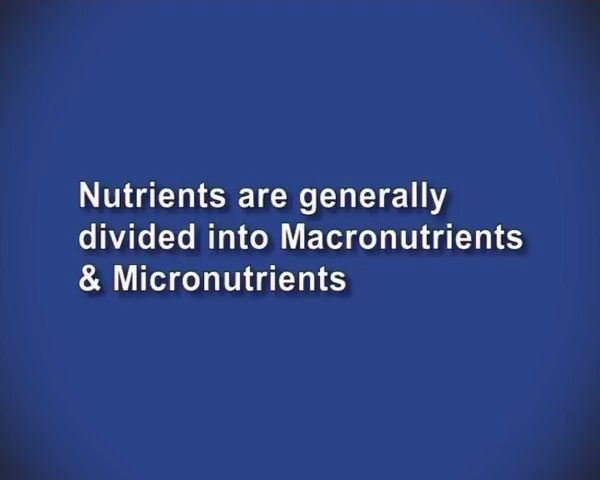 Nutrients are generally
divided into Macronutrients
& Micronutrients